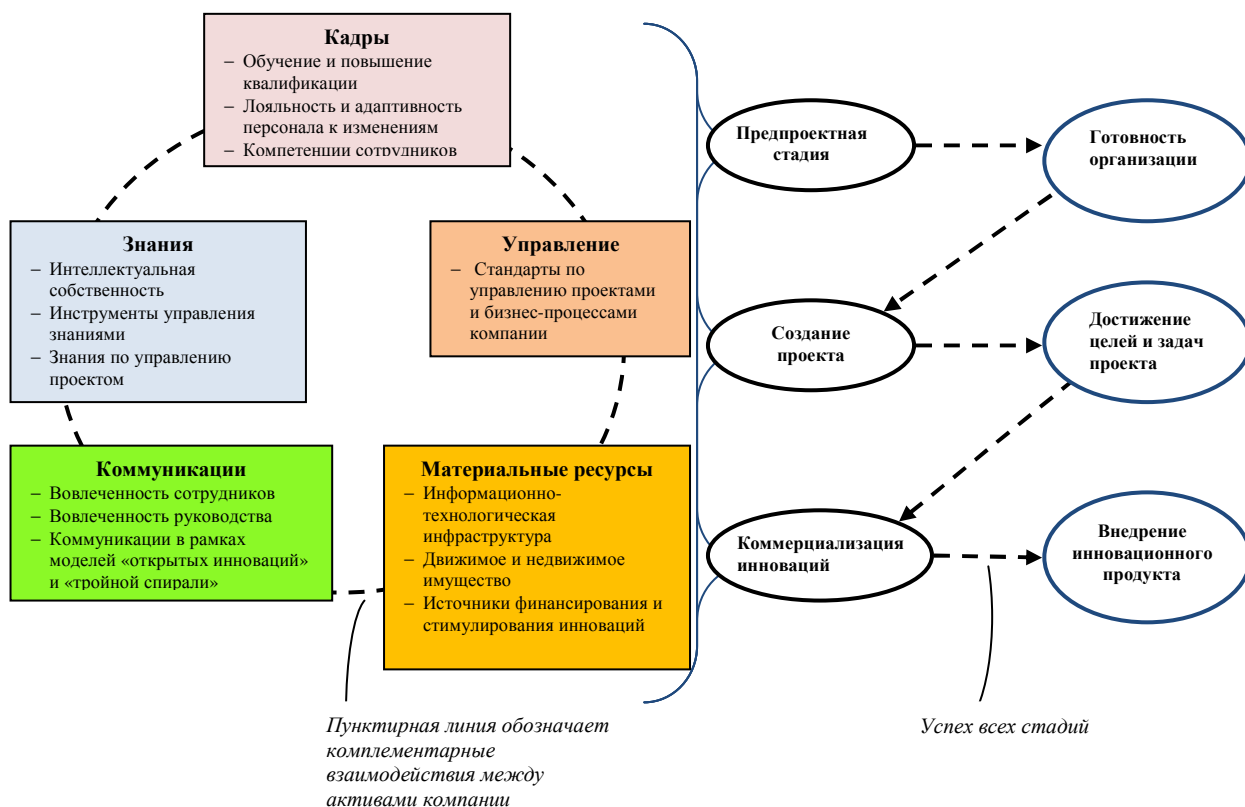 Кадры
– Обучение и повышение
квалификации
– Лояльность и адаптивность
персонала к изменениям
– Компетенции сотрудников
Знания
– Интеллектуальная
собственность
– Инструменты управления
знаниями
– Знания по управлению
проектом
Управление
– Стандарты по
управлению проектами
и бизнес-процессами
компании
Коммуникации
– Вовлеченность сотрудников
– Вовлеченность руководства
– Коммуникации в рамках
моделей «открытых инноваций»
и «тройной спирали»
Материальные ресурсы
– Информационно-
технологическая
инфраструктура
– Движимое и недвижимое
имущество
– Источники финансирования и
стимулирования инноваций
Предпроектная
стадия
Готовность
организации
Создание
проекта
Достижение
целей и задач
проекта
Коммерциализация
инноваций
Внедрение
инновационного
продукта
Пунктирная линия обозначает
комплементарные
взаимодействия между
активами компании
Успех всех стадий